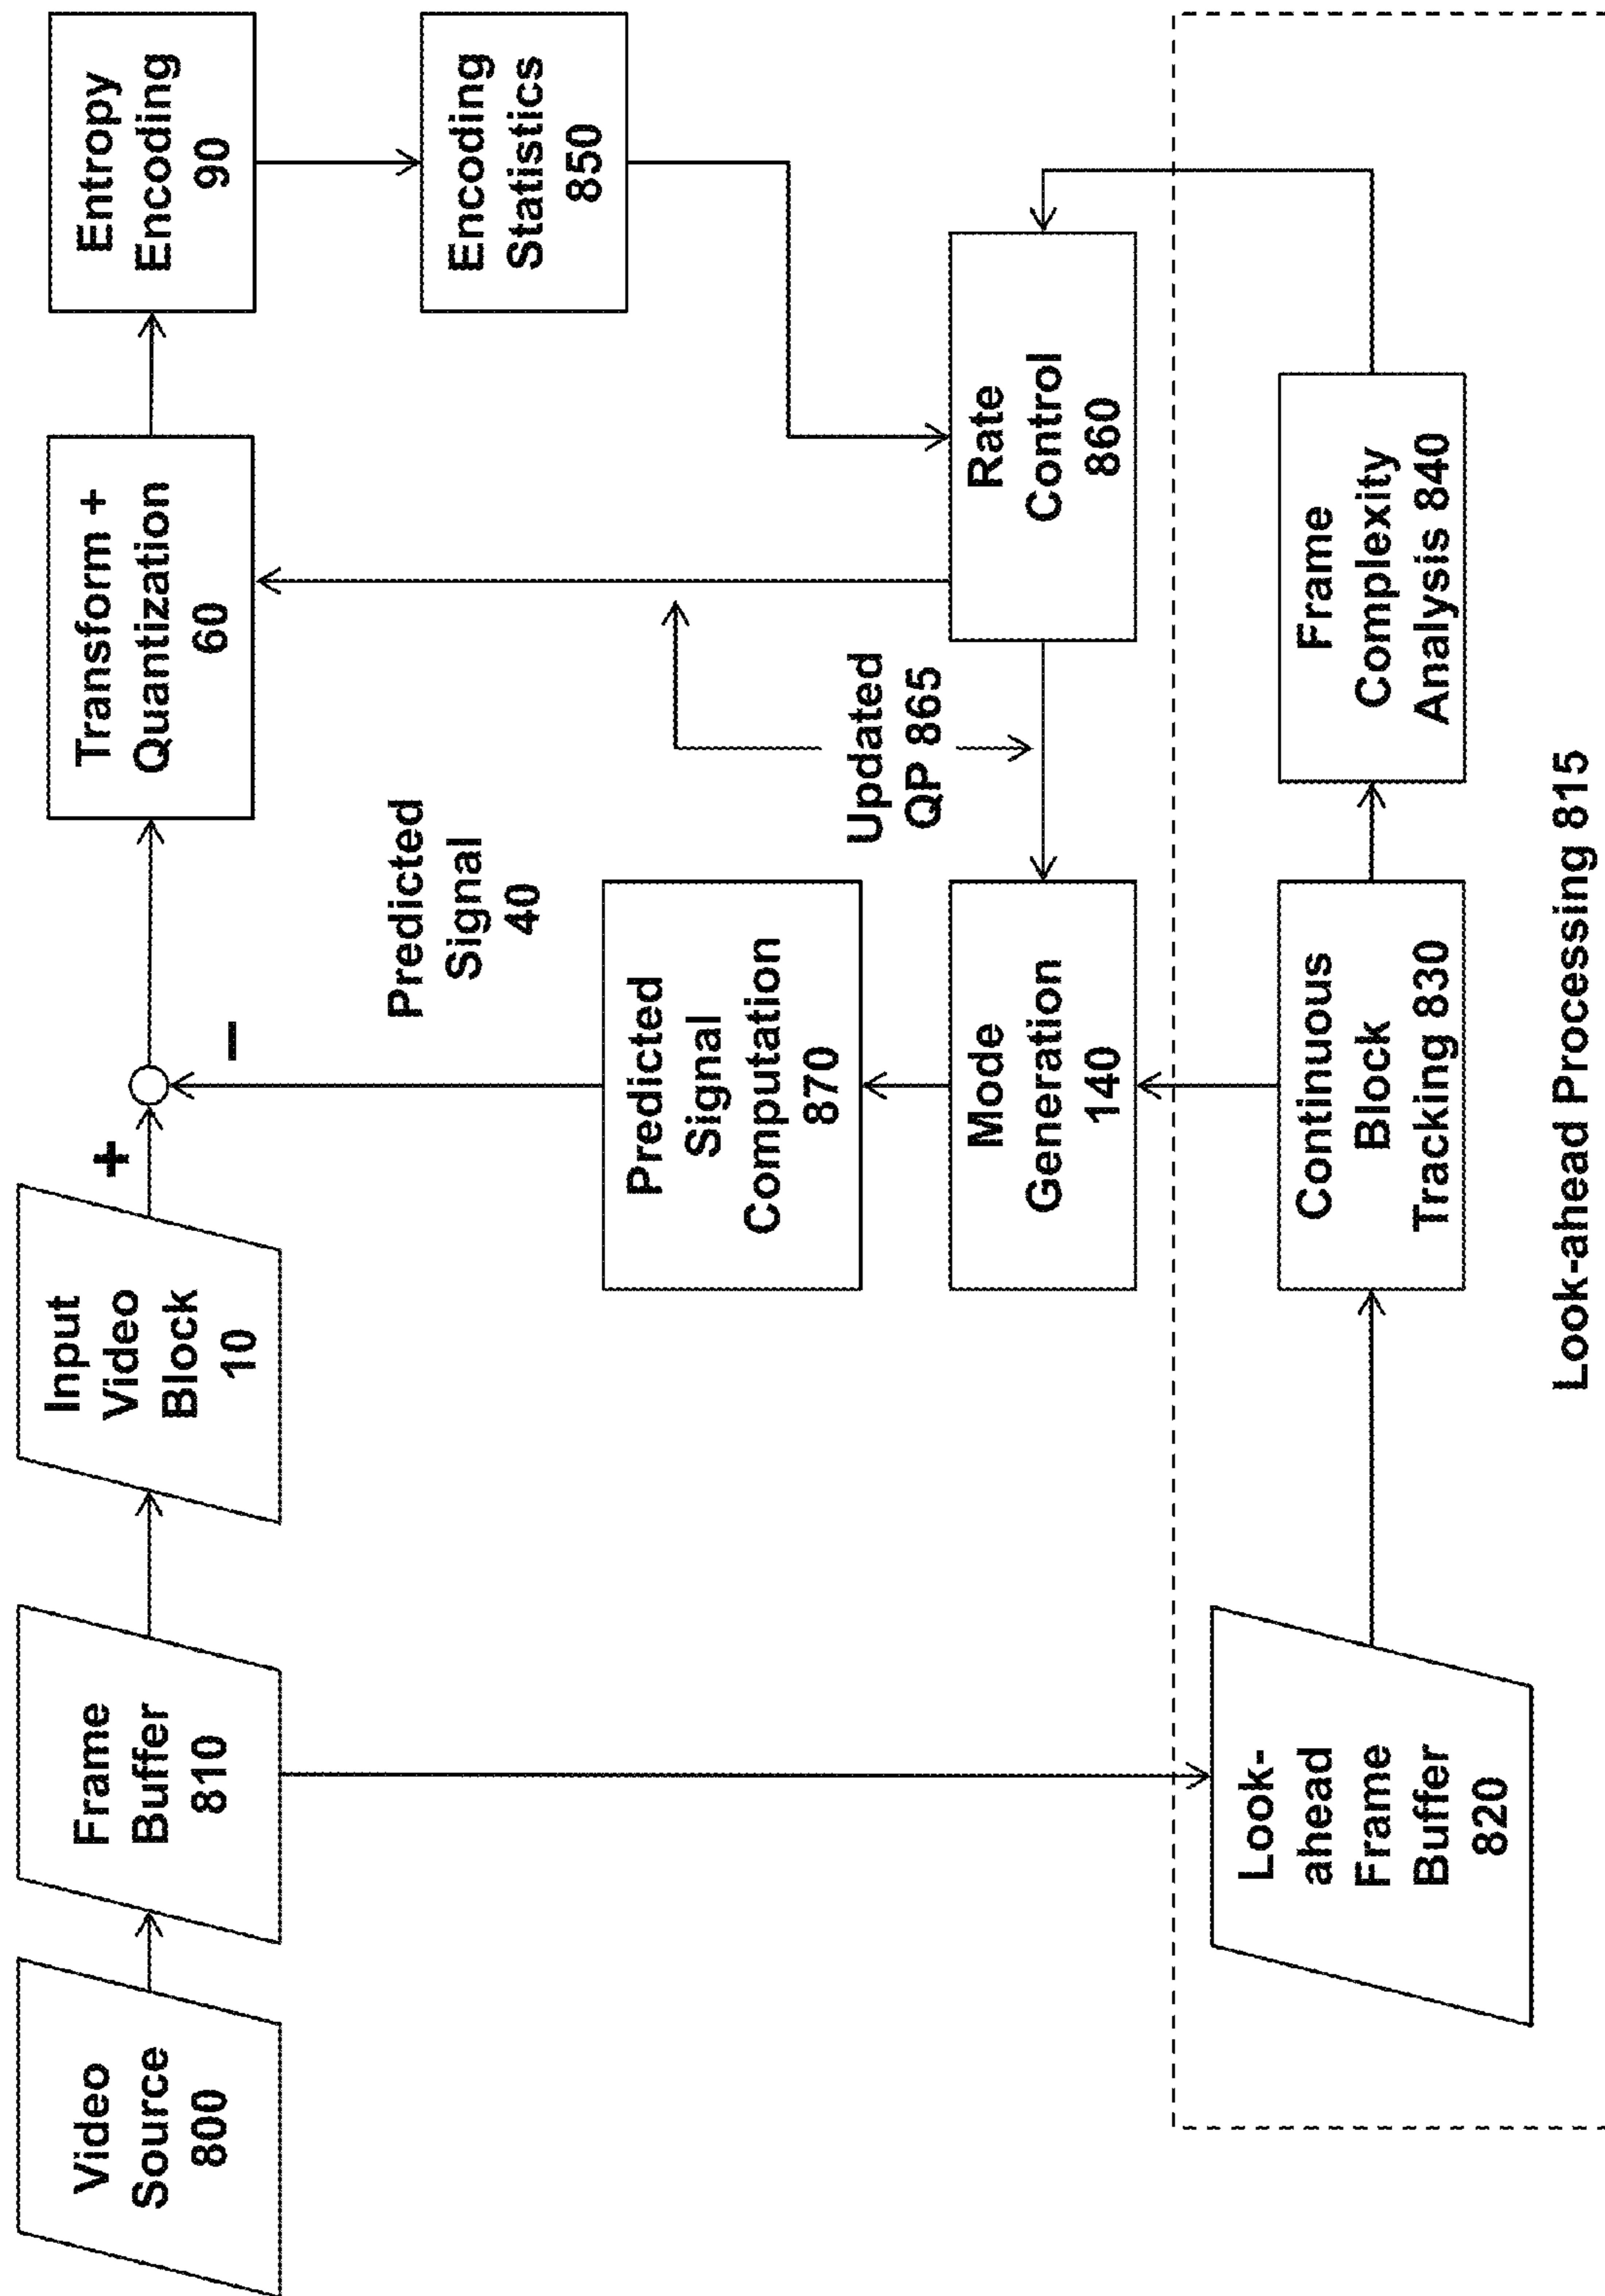 Video
Source
800
Frame
Buffer
810
Input
Video
Block
10
+
–
Transform +
Quantization
60
Entropy
Encoding
90
Predicted
Signal
40
Encoding
Statistics
850
Predicted
Signal
Computation
870
Updated
QP 865
Mode
Generation
140
Rate
Control
860
Look-
ahead
Frame
Buffer
820
Continuous
Block
Tracking 830
Frame
Complexity
Analysis 840
Look-ahead Processing 815